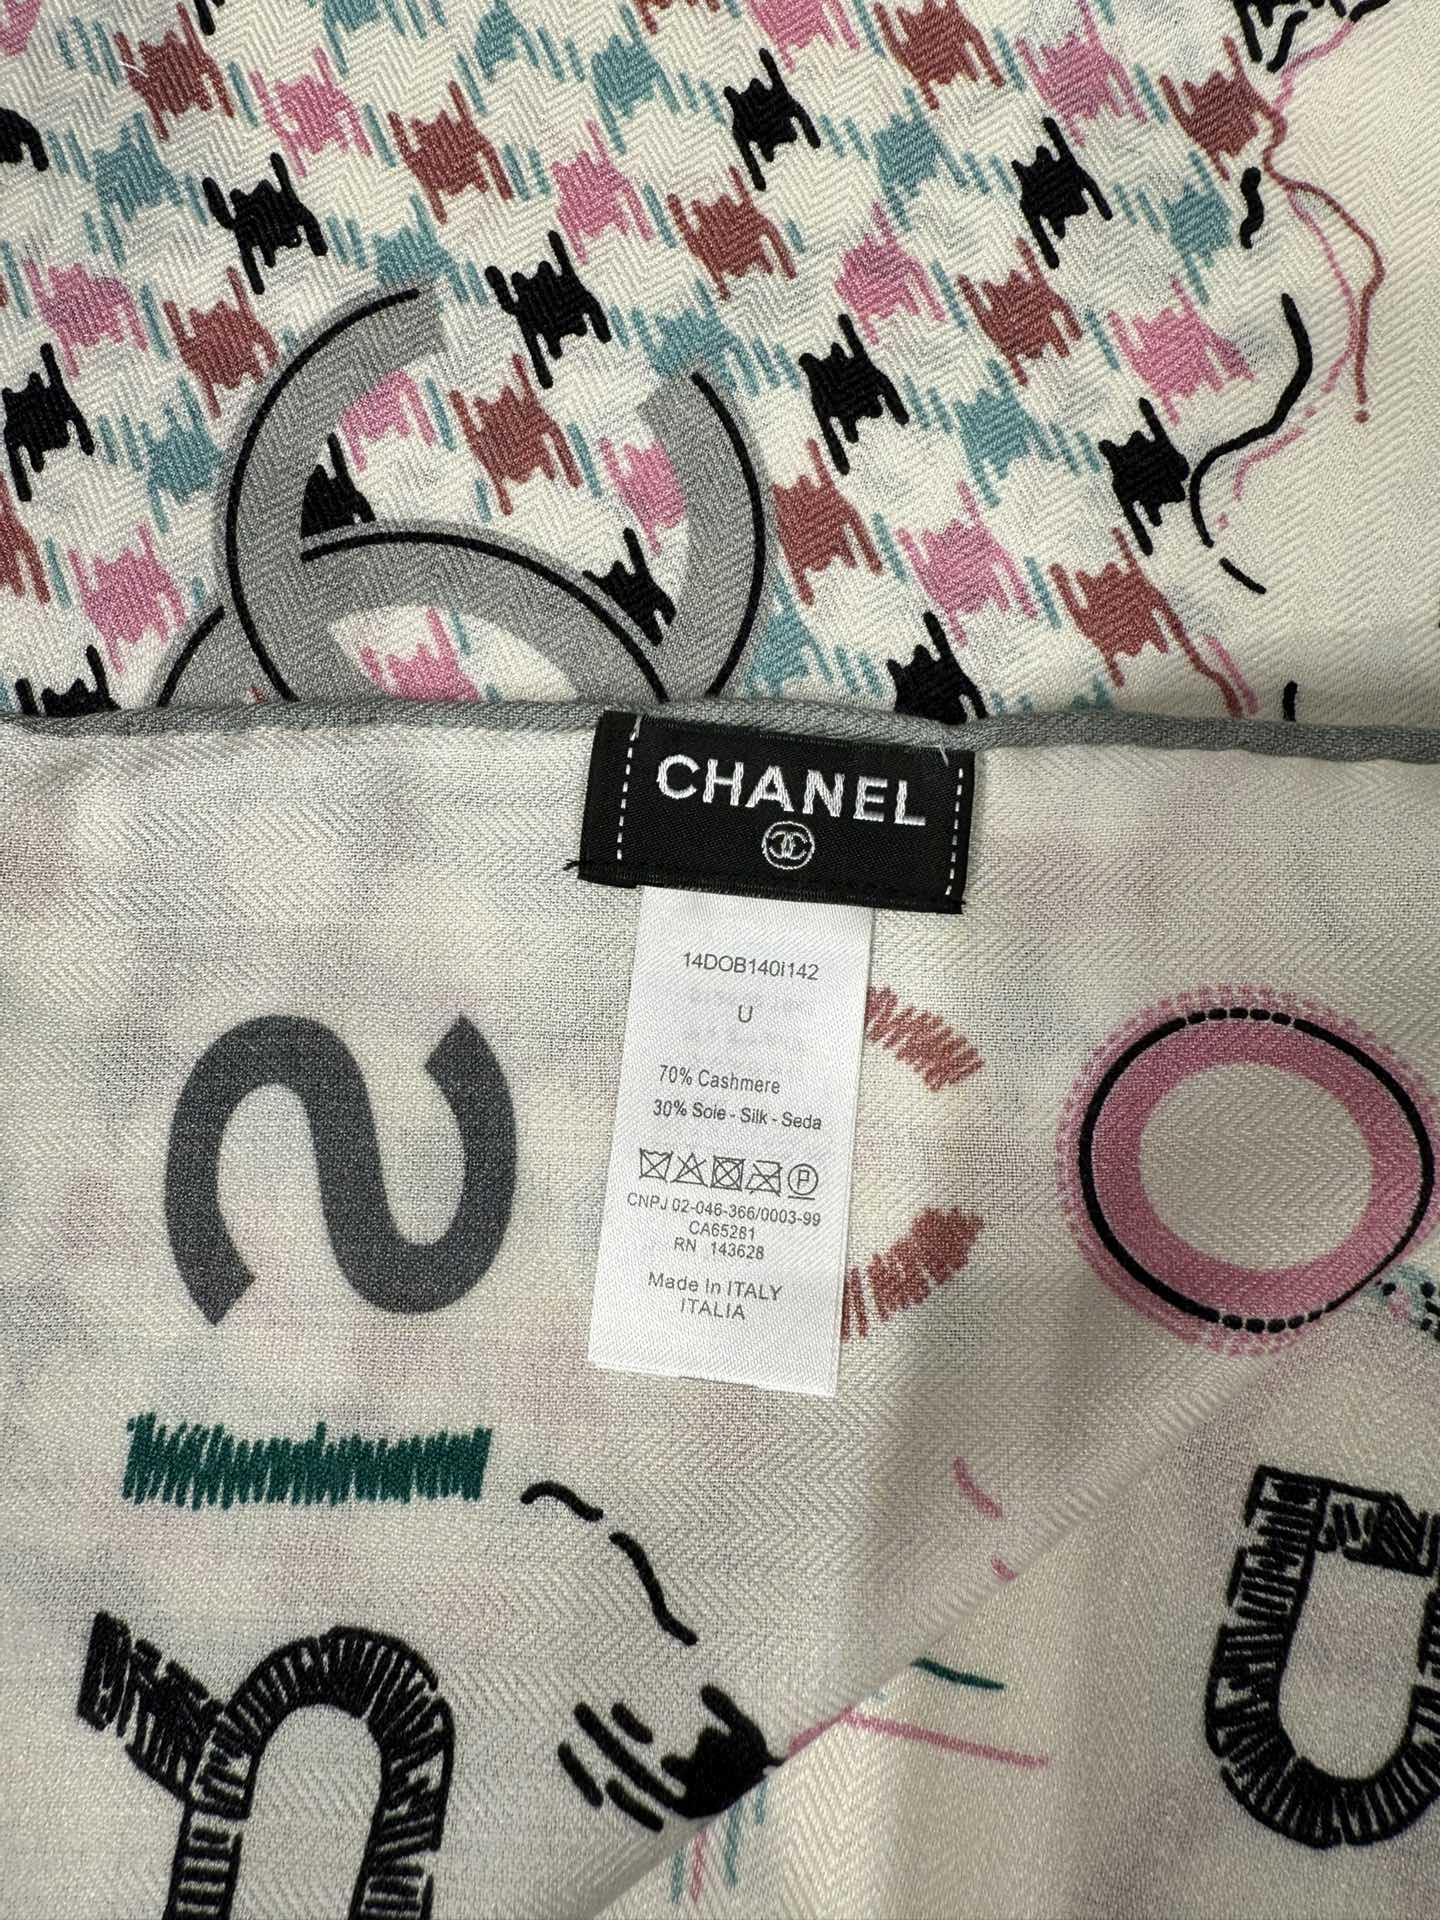 CHANEL
14DOB140i142
U
70% Cashmere
30% Soie - Silk - Seda
CNPJ 02-046-366/0003-99
CA65281
RN 143628
Made In ITALY
ITALIA